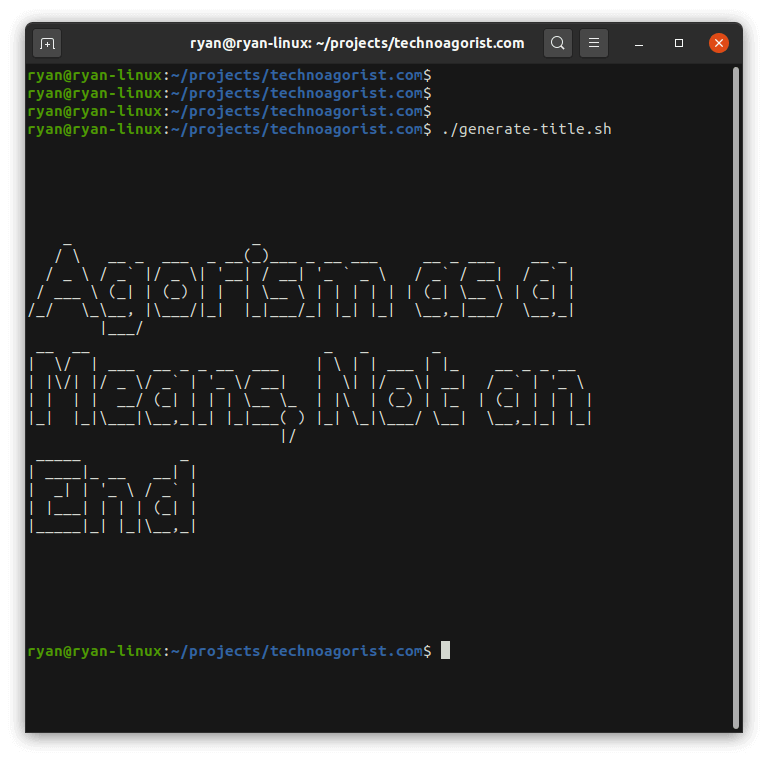 ryan@ryan-linux: ~/projects/technoagorist.com
ryan@ryan-linux:~/projects/technoagorist.com$
ryan@ryan-linux:~/projects/technoagorist.com$
ryan@ryan-linux:~/projects/technoagorist.com$
ryan@ryan-linux:~/projects/technoagorist.com$ ./generate-title.sh
Agorism as a
Means, Not an
End
ryan@ryan-linux:~/projects/technoagorist.com$